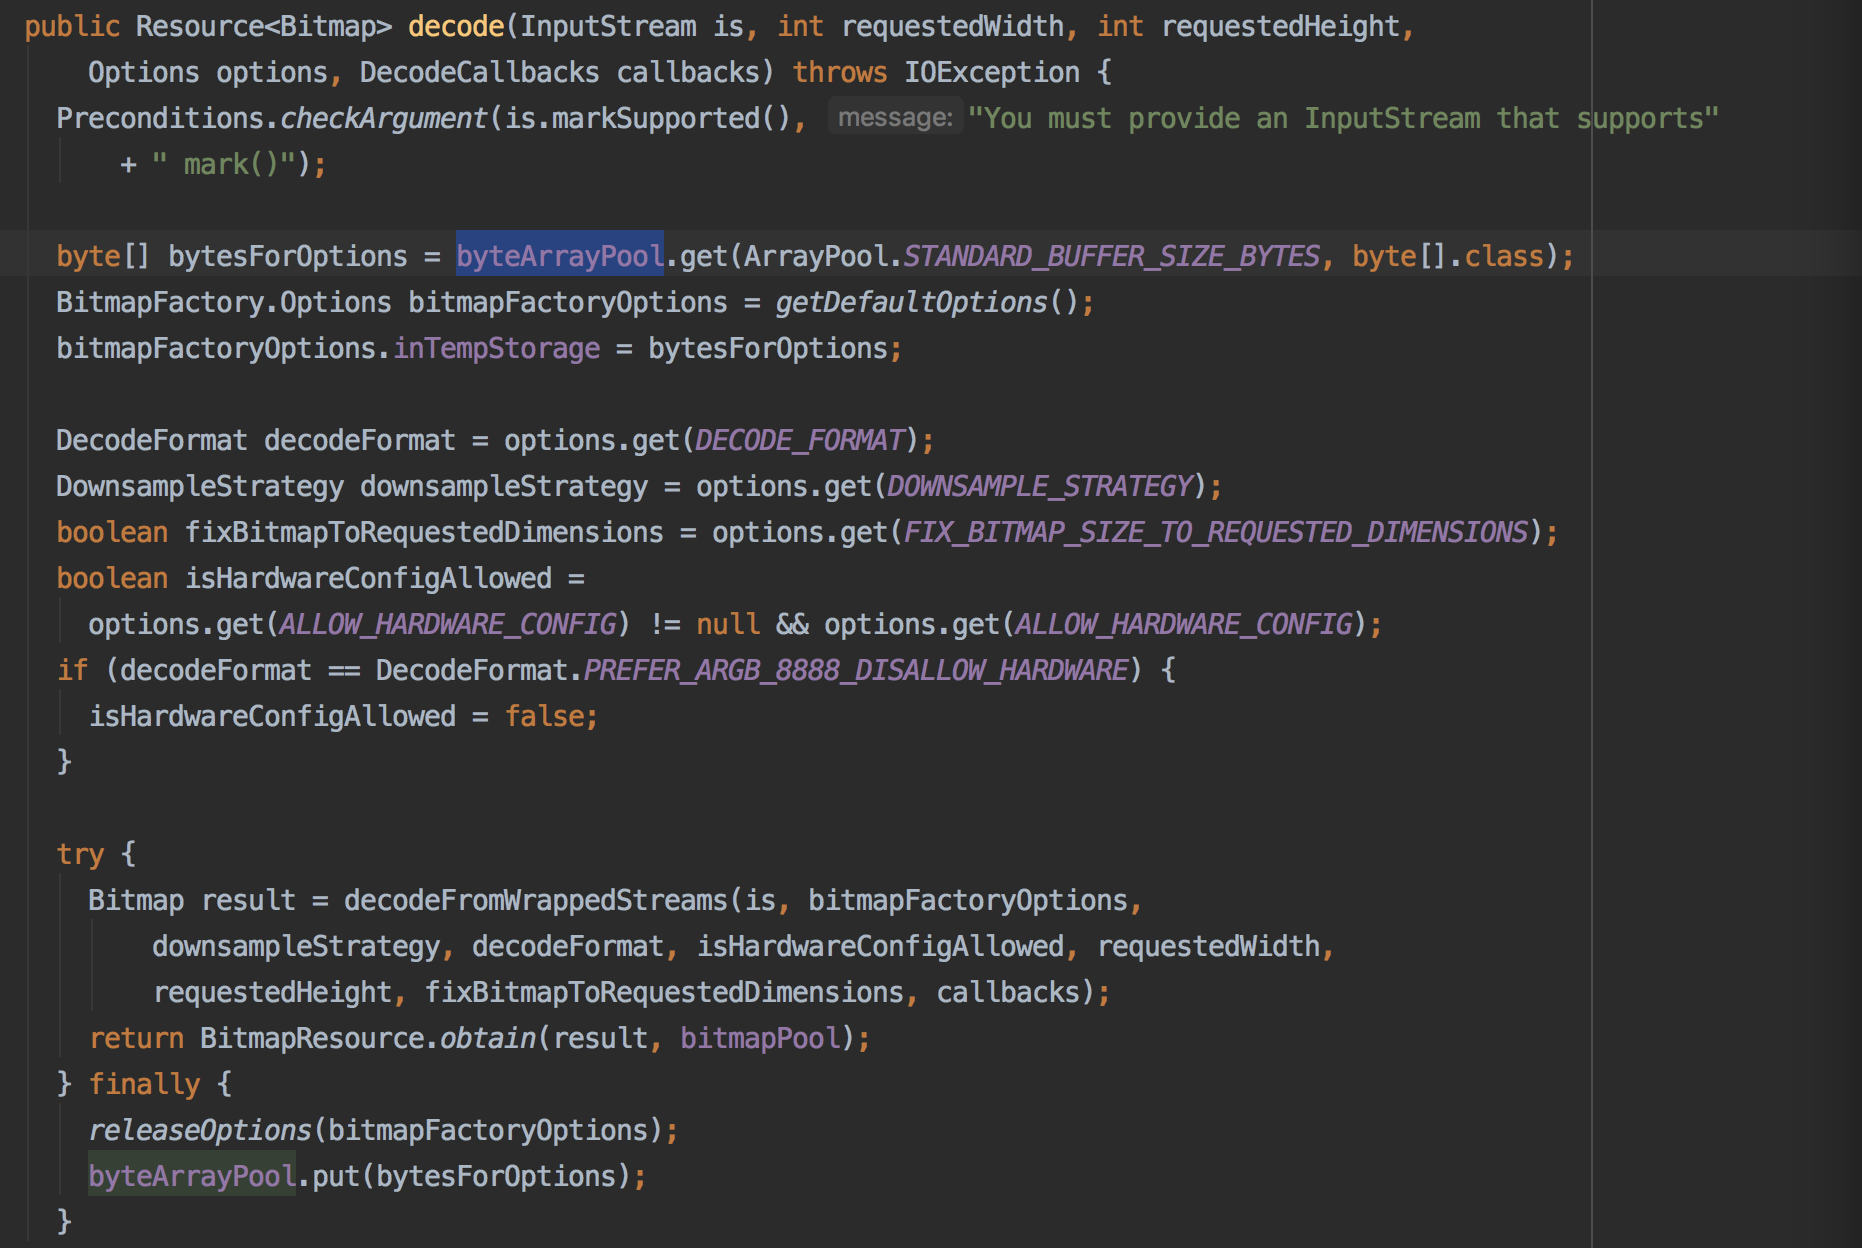 public Resource<Bitmap> decode(InputStream is, int requestedWidth, int requestedHeight,
Options options, DecodeCallbacks callbacks) throws IOException {
Preconditions.checkArgument(is.markSupported(), message: "You must provide an InputStream that supports"
+ " mark()");
byte[] bytesForOptions = byteArrayPool.get(ArrayPool.STANDARD_BUFFER_SIZE_BYTES, byte[].class);
BitmapFactory.Options bitmapFactoryOptions = getDefaultOptions();
bitmapFactoryOptions.inTempStorage = bytesForOptions;
DecodeFormat decodeFormat = options.get(DECODE_FORMAT);
DownsampleStrategy downsampleStrategy = options.get(DOWNSAMPLE_STRATEGY);
boolean fixBitmapToRequestedDimensions = options.get(FIX_BITMAP_SIZE_TO_REQUESTED_DIMENSIONS);
boolean isHardwareConfigAllowed =
options.get(ALLOW_HARDWARE_CONFIG) != null && options.get(ALLOW_HARDWARE_CONFIG);
if (decodeFormat == DecodeFormat.PREFER_ARGB_8888_DISALLOW_HARDWARE) {
isHardwareConfigAllowed = false;
}
try {
Bitmap result = decodeFromWrappedStreams(is, bitmapFactoryOptions,
downsampleStrategy, decodeFormat, isHardwareConfigAllowed, requestedWidth,
requestedHeight, fixBitmapToRequestedDimensions, callbacks);
return BitmapResource.obtain(result, bitmapPool);
} finally {
releaseOptions(bitmapFactoryOptions);
byteArrayPool.put(bytesForOptions);
}